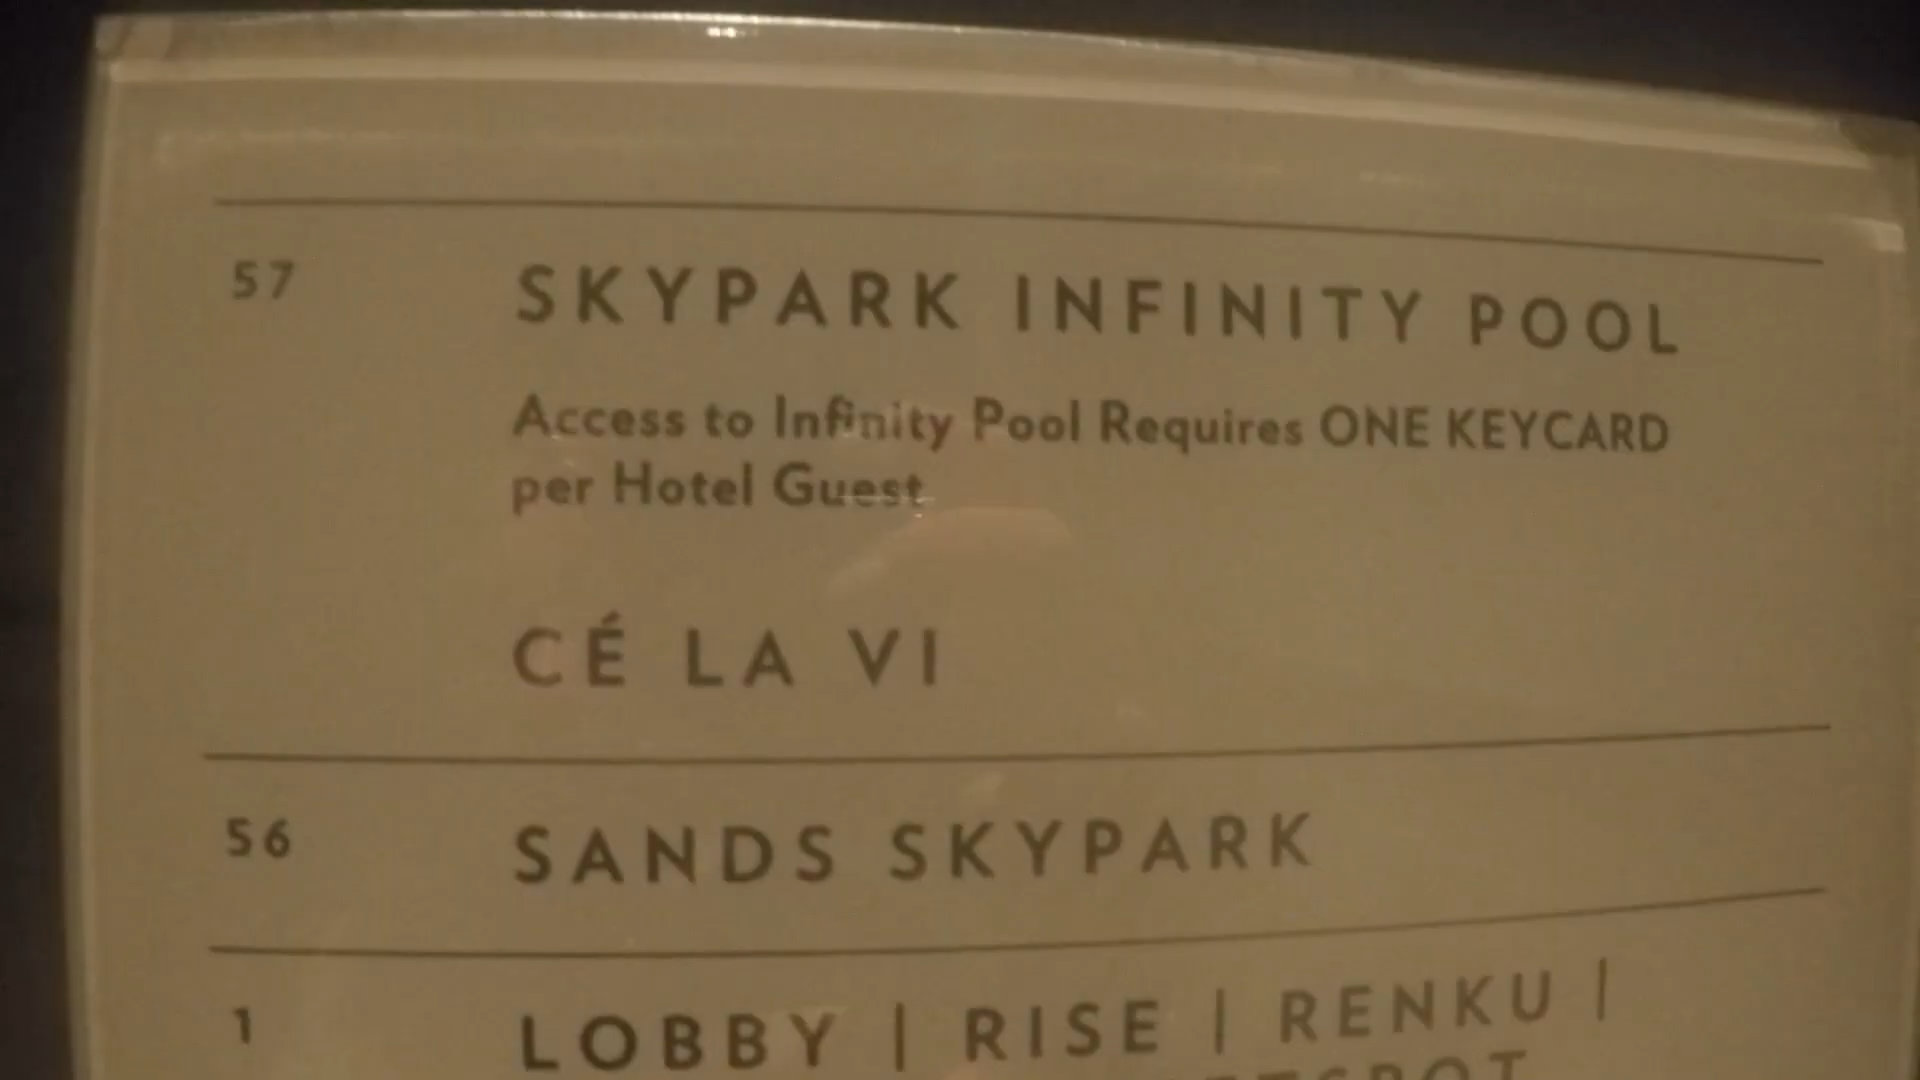 57 SKYPARK INFINITY POOL
Access to Infinity Pool Requires ONE KEYCARD
per Hotel Guest
CÉ LA VI
56 SANDS SKYPARK
1 LOBBY | RISE | RENKU |